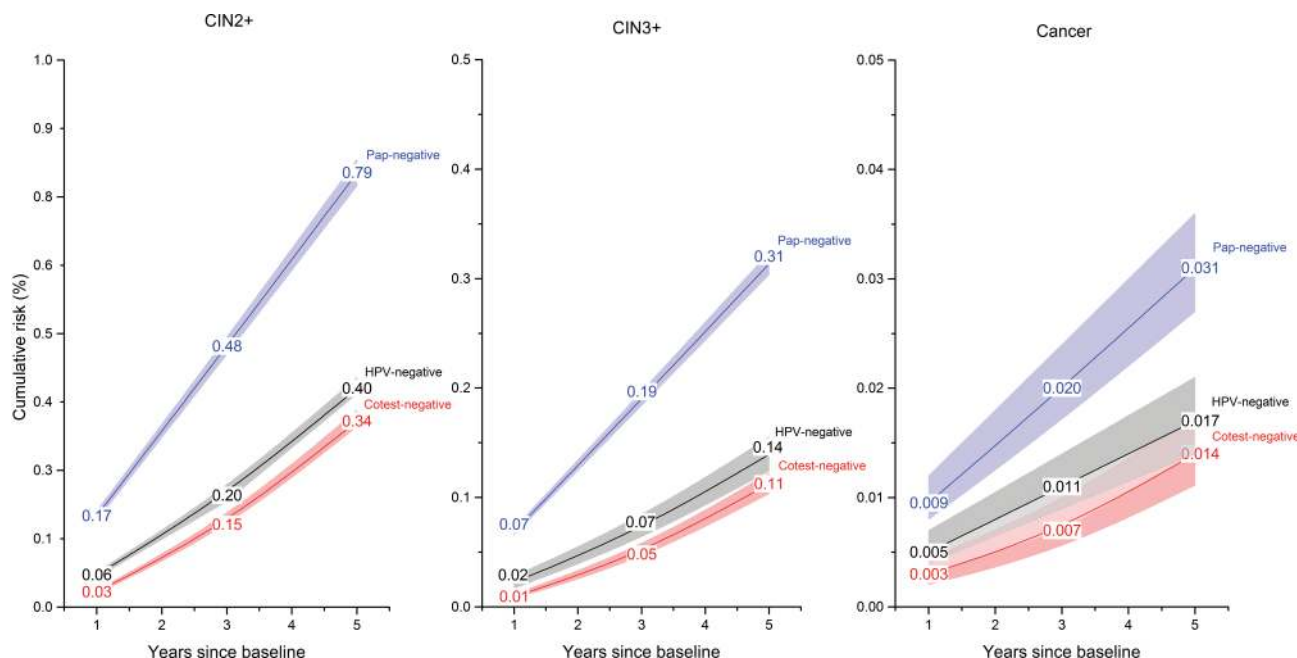 CIN2+
1.0
0.9
0.8
0.6
0.5
0.4
0.3
0.1
0.0
Cumulative risk (%)
Pap-negative
0.79
0.48
0.17
HPV-negative
0.40
0.20
0.06
Cotest-negative
0.34
0.15
0.03
1 2 3 4 5
Years since baseline
CIN3+
0.5
0.4
0.3
0.2
0.1
0.0
Pap-negative
0.31
0.19
0.07
HPV-negative
0.14
0.07
0.02
Cotest-negative
0.11
0.05
0.01
1 2 3 4 5
Years since baseline
Cancer
0.05
0.04
0.03
0.02
0.01
0.00
Pap-negative
0.031
0.020
0.009
HPV-negative
0.017
0.011
0.005
Cotest-negative
0.014
0.007
0.003
1 2 3 4 5
Years since baseline